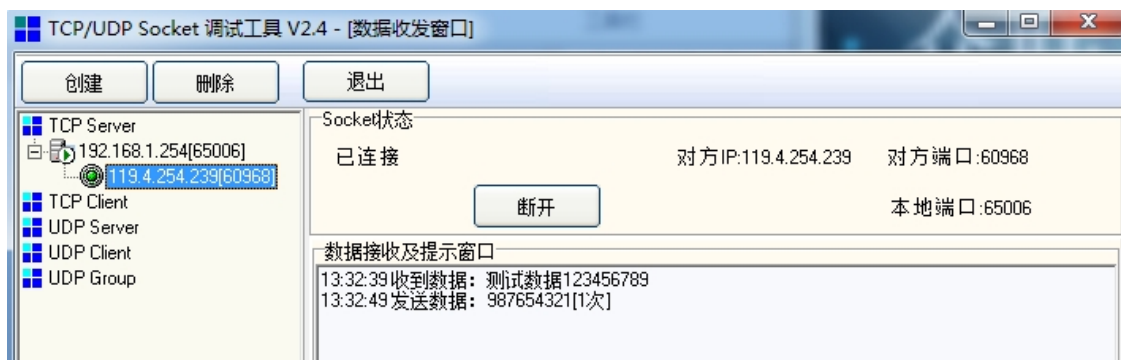 TCP/UDP Socket 调试工具 V2.4 - [数据收发窗口]
创建 删除 退出
TCP Server
192.168.1.254[65006]
119.4.254.239[60968]
TCP Client
UDP Server
UDP Client
UDP Group
Socket状态
已连接 对方IP:119.4.254.239 对方端口:60968
断开 本地端口:65006
数据接收及提示窗口
13:32:39 收到数据：测试数据123456789
13:32:49 发送数据：987654321[1次]